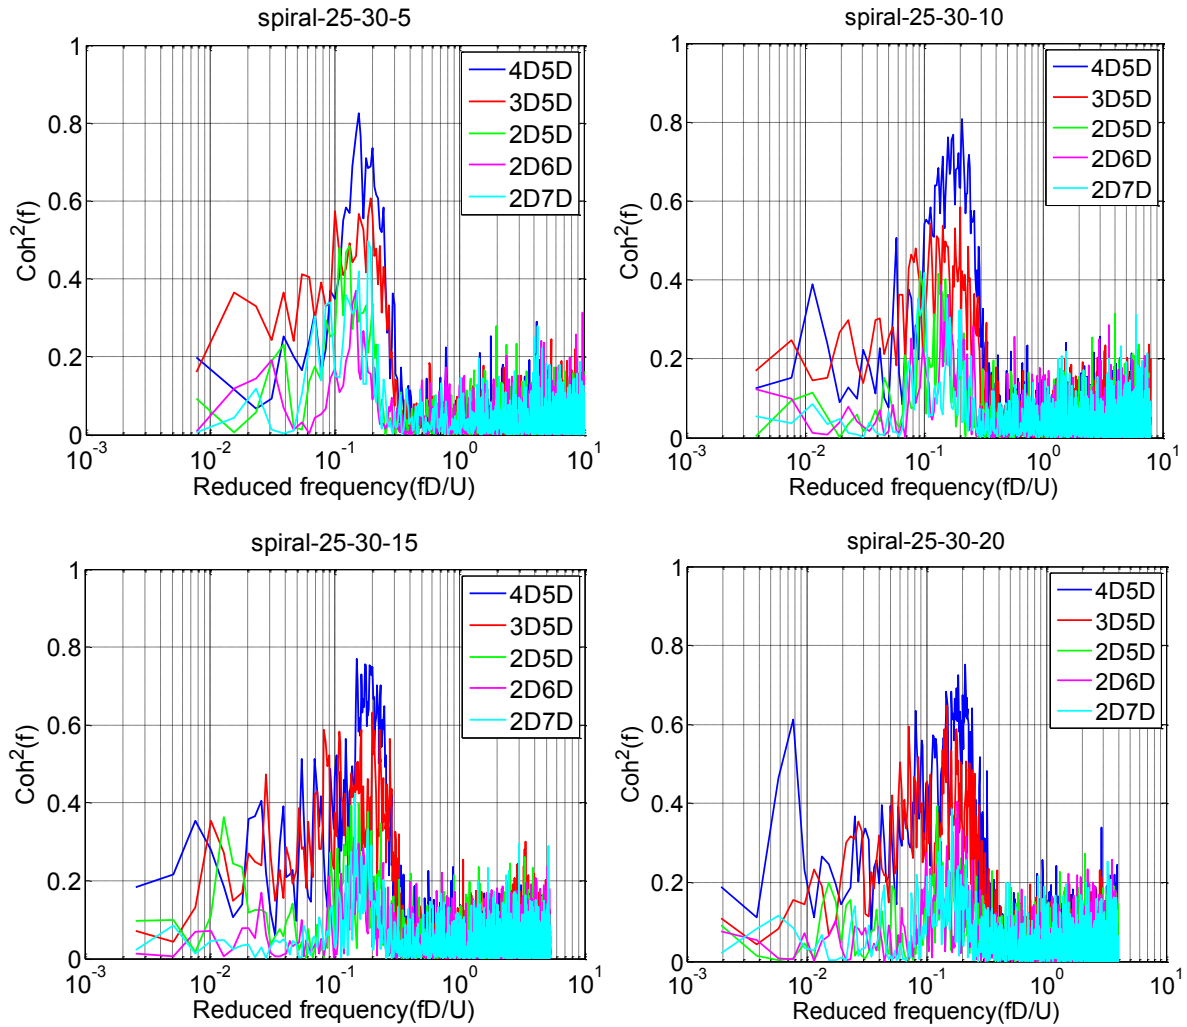 spiral-25-30-5
1
0.8
0.6
0.4
0.2
0
Coh²(f)
4D5D
3D5D
2D5D
2D6D
2D7D
10⁻³
10⁻²
10⁻¹
10⁰
10¹
Reduced frequency(fD/U)
spiral-25-30-10
1
0.8
0.6
0.4
0.2
0
Coh²(f)
4D5D
3D5D
2D5D
2D6D
2D7D
10⁻³
10⁻²
10⁻¹
10⁰
10¹
Reduced frequency(fD/U)
spiral-25-30-15
1
0.8
0.6
0.4
0.2
0
Coh²(f)
4D5D
3D5D
2D5D
2D6D
2D7D
10⁻³
10⁻²
10⁻¹
10⁰
10¹
Reduced frequency(fD/U)
spiral-25-30-20
1
0.8
0.6
0.4
0.2
0
Coh²(f)
4D5D
3D5D
2D5D
2D6D
2D7D
10⁻³
10⁻²
10⁻¹
10⁰
10¹
Reduced frequency(fD/U)